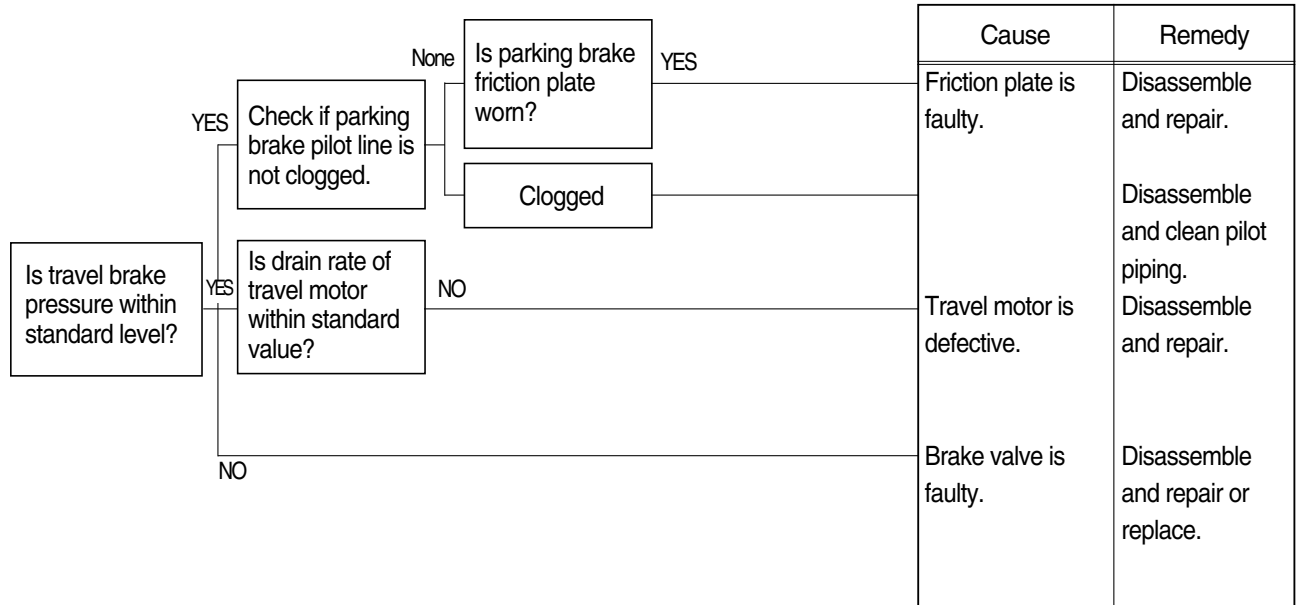 Is travel brake
pressure within
standard level?
YES
Check if parking
brake pilot line is
not clogged.
None
Is parking brake
friction plate
worn?
YES
Clogged
YES
Is drain rate of
travel motor
within standard
value?
NO
NO
Cause
Remedy
Friction plate is
faulty.
Disassemble
and repair.
Disassemble
and clean pilot
piping.
Travel motor is
defective.
Disassemble
and repair.
Brake valve is
faulty.
Disassemble
and repair or
replace.